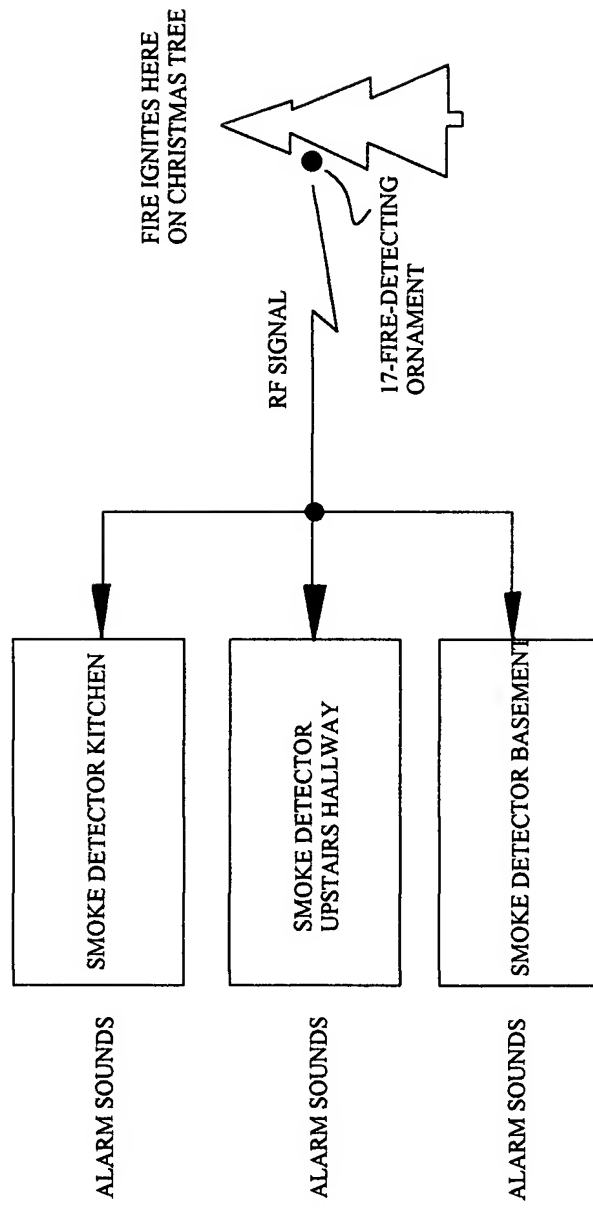 FIRE IGNITES HERE
ON CHRISTMAS TREE
ALARM SOUNDS
SMOKE DETECTOR KITCHEN
RF SIGNAL
ALARM SOUNDS
SMOKE DETECTOR
UPSTAIRS HALLWAY
17-FIRE-DETECTING
ORNAMENT
ALARM SOUNDS
SMOKE DETECTOR BASEMENT